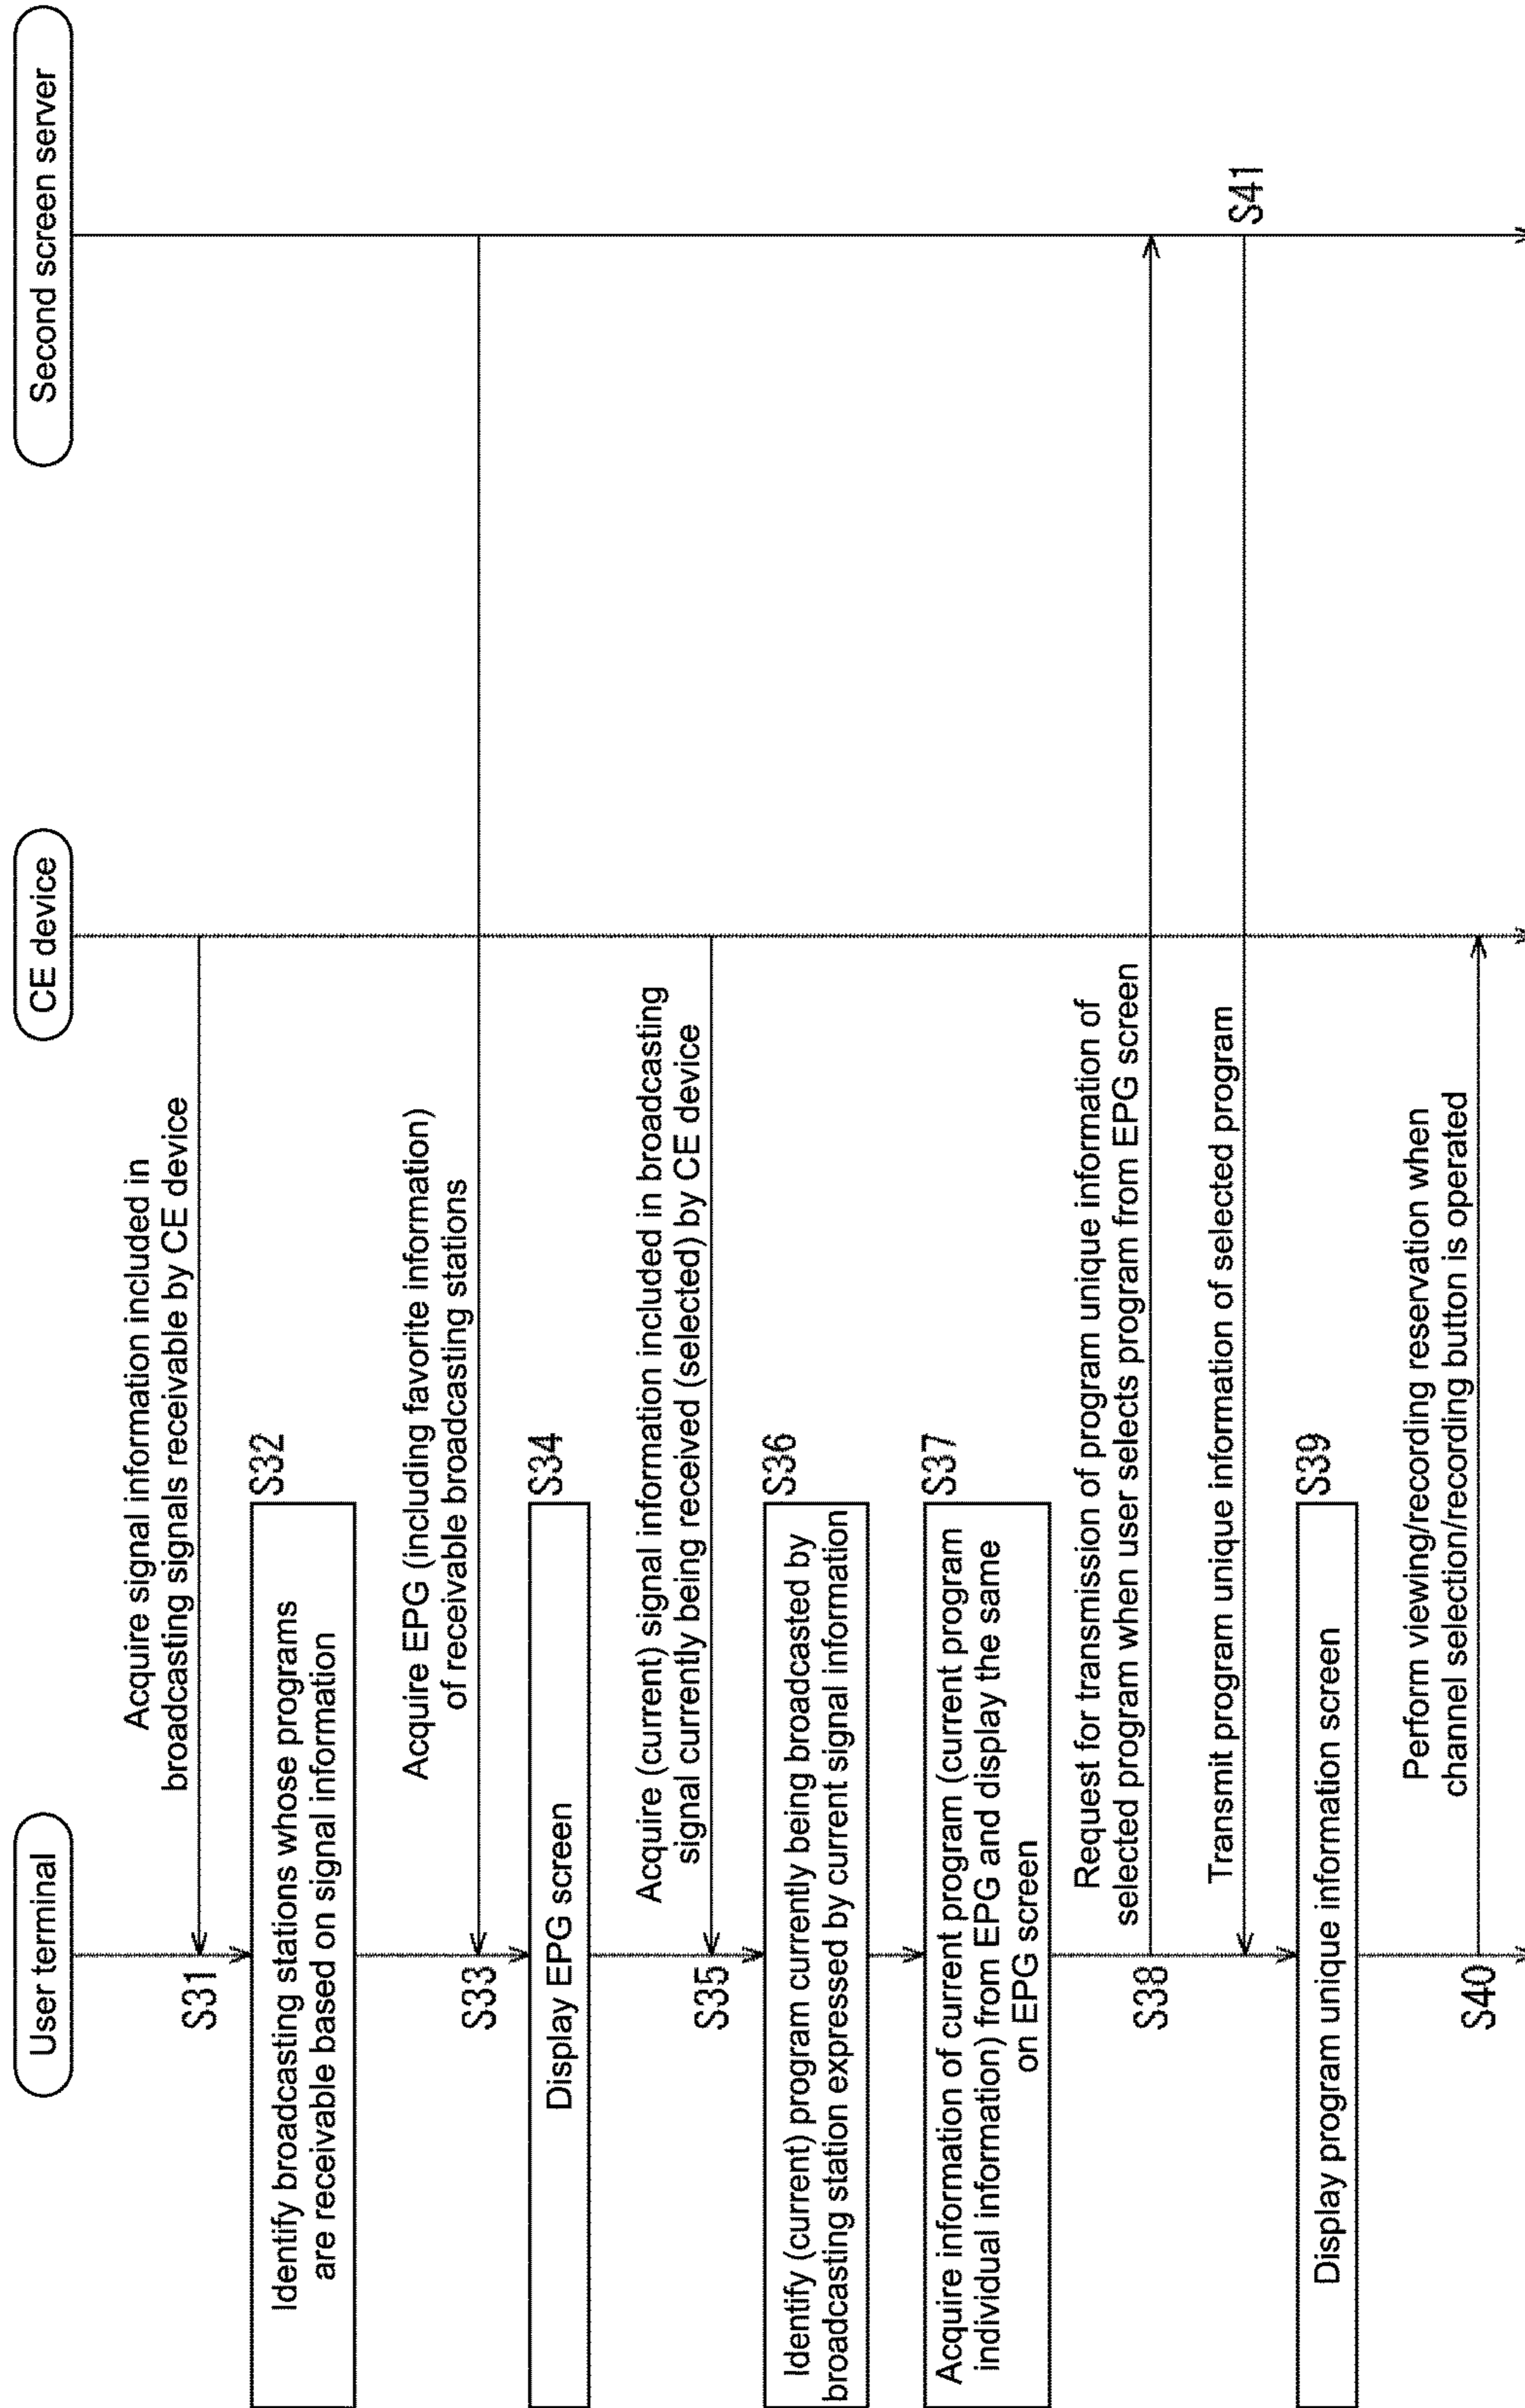 User terminal
CE device
Second screen server
Acquire signal information included in
broadcasting signals receivable by CE device
S31
S32
Identify broadcasting stations whose programs
are receivable based on signal information
Acquire EPG (including favorite information)
of receivable broadcasting stations
S33
S34
Display EPG screen
Acquire (current) signal information included in broadcasting
signal currently being received (selected) by CE device
S35
S36
Identify (current) program currently being broadcasted by
broadcasting station expressed by current signal information
S37
Acquire information of current program (current program
individual information) from EPG and display the same
on EPG screen
Request for transmission of program unique information of
selected program when user selects program from EPG screen
S38
Transmit program unique information of selected program
S41
S39
Display program unique information screen
Perform viewing/recording reservation when
channel selection/recording button is operated
S40